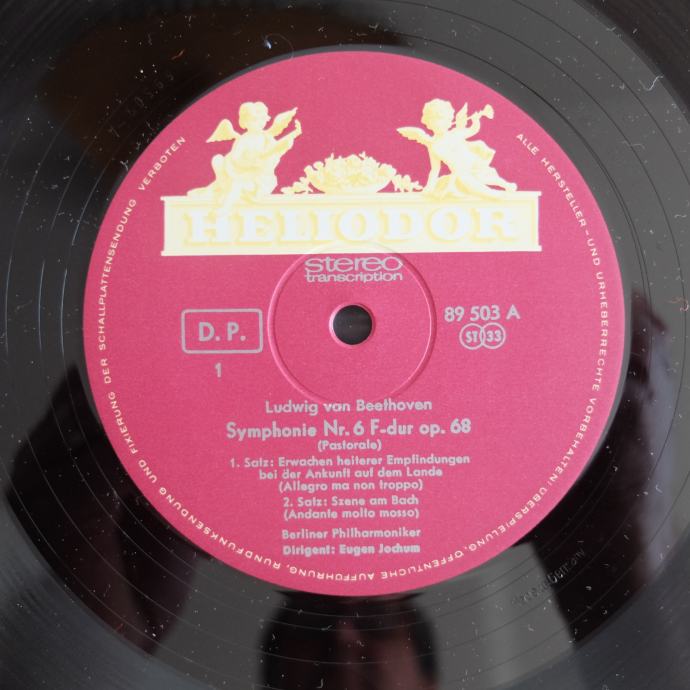 HELIODOR
stereo
transcription
D. P.
1
89 503 A
ST 33
Ludwig van Beethoven
Symphonie Nr. 6 F-dur op. 68
(Pastorale)
1. Satz: Erwachen heiterer Empfindungen
bei der Ankunft auf dem Lande
(Allegro ma non troppo)
2. Satz: Szene am Bach
(Andante molto mosso)
Berliner Philharmoniker
Dirigent: Eugen Jochum
ALLE HERSTELLER- UND URHEBERRECHTE VORBEHALTEN, ÜBERSPIELUNG, ÖFFENTLICHE AUFFÜHRUNG, RUNDFUNKSENDUNG UND FIXIERUNG DER SCHALLPLATTENSENDUNG VERBOTEN